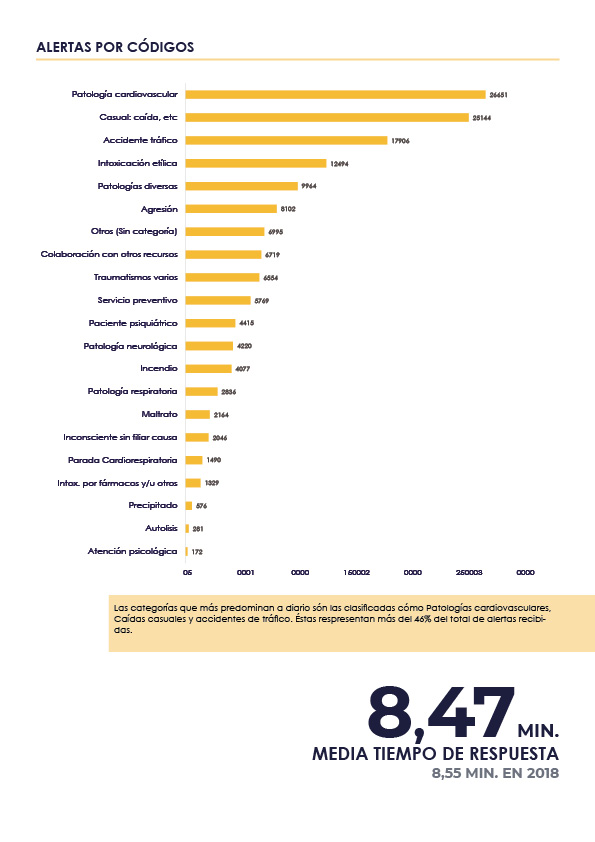 ALERTAS POR CÓDIGOS
Patología cardiovascular 26651
Casual: caída, etc 25144
Accidente tráfico 17906
Intoxicación etílica 12494
Patologías diversas 9964
Agresión 8102
Otros (Sin categoría) 6995
Colaboración con otros recursos 6719
Traumatismos varios 6554
Servicio preventivo 5769
Paciente psiquiátrico 4415
Patología neurológica 4220
Incendio 4077
Patología respiratoria 2836
Maltrato 2164
Inconsciente sin filiar causa 2046
Parada Cardiorespiratoria 1490
Intox. por fármacos y/u otros 1329
Precipitado 576
Autolisis 281
Atención psicológica 172
05 0001 0000 150002 0000 250003 0000
Las categorías que más predominan a diario són las clasificadas cómo Patologías cardiovasculares,
Caídas casuales y accidentes de tráfico. Éstas respresentan más del 46% del total de alertas recibi-
das.
8,47 MIN.
MEDIA TIEMPO DE RESPUESTA
8,55 MIN. EN 2018